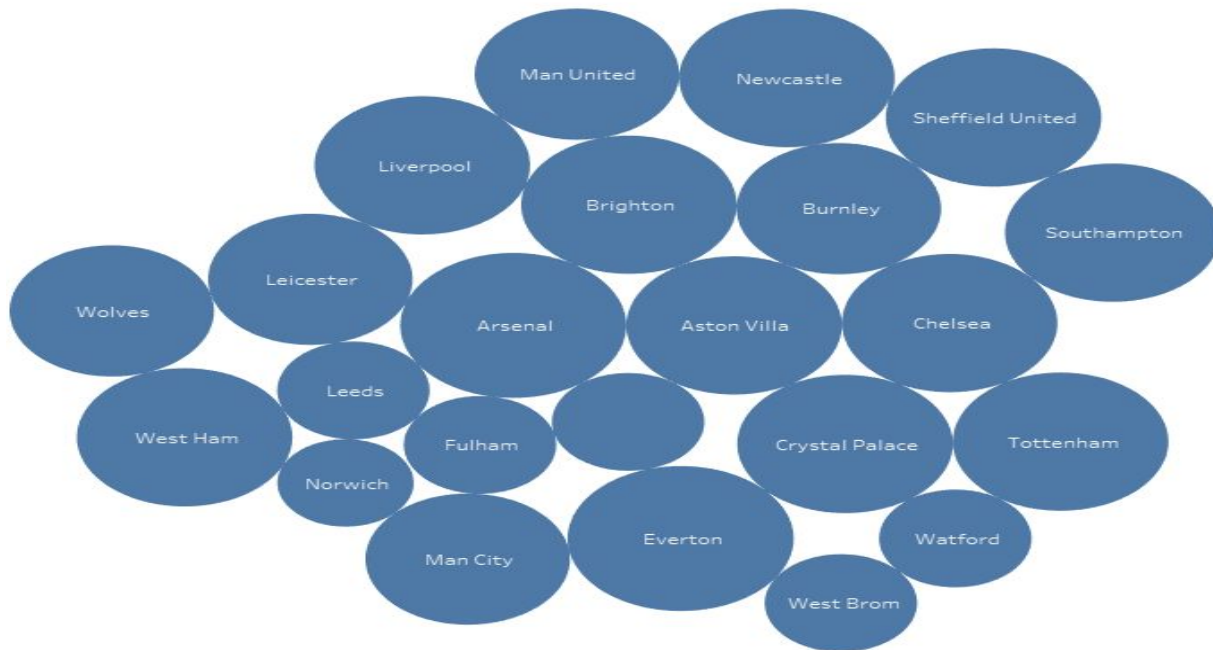 Man United
Newcastle
Sheffield United
Liverpool
Brighton
Burnley
Southampton
Leicester
Wolves
Arsenal
Aston Villa
Chelsea
Leeds
West Ham
Fulham
Crystal Palace
Tottenham
Norwich
Man City
Everton
Watford
West Brom